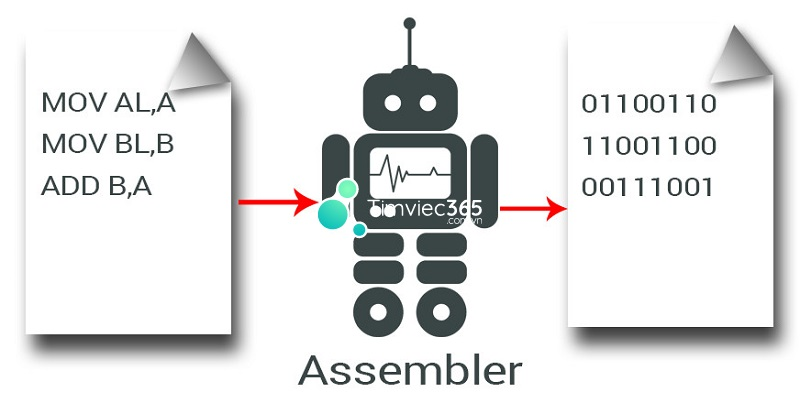 MOV AL,A
MOV BL,B
ADD B,A
Timviec365
.com.vn
01100110
11001100
00111001
Assembler